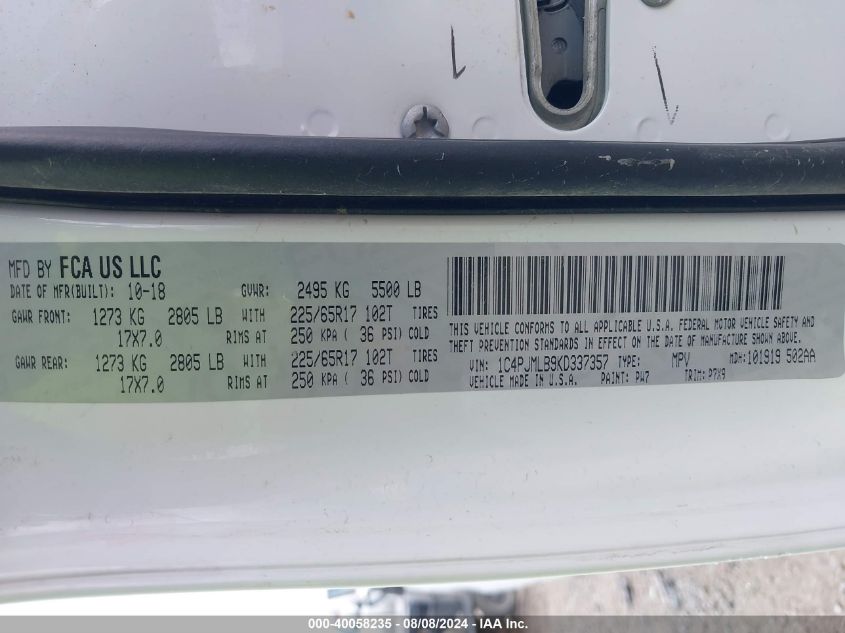 MFD BY FCA US LLC
DATE OF MFR(BUILT): 10-18 GVWR: 2495 KG 5500 LB
GAWR FRONT: 1273 KG 2805 LB WITH 225/65R17 102T TIRES
17X7.0 RIMS AT 250 KPA ( 36 PSI) COLD
GAWR REAR: 1273 KG 2805 LB WITH 225/65R17 102T TIRES
17X7.0 RIMS AT 250 KPA ( 36 PSI) COLD
THIS VEHICLE CONFORMS TO ALL APPLICABLE U.S.A. FEDERAL MOTOR VEHICLE SAFETY AND
THEFT PREVENTION STANDARDS IN EFFECT ON THE DATE OF MANUFACTURE SHOWN ABOVE.
VIN: 1C4PJMLB9KD337357 TYPE: MPV MDH: 101919 502AA
VEHICLE MADE IN U.S.A. PAINT: PW7 TRIM: P7X9
000-40058235 - 08/08/2024 - IAA Inc.